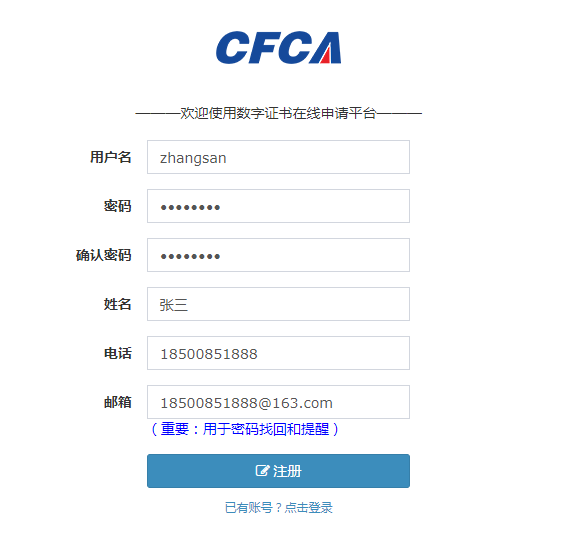 CFCA
———欢迎使用数字证书在线申请平台———
用户名 zhangsan
密码 ••••••••
确认密码 ••••••••
姓名 张三
电话 18500851888
邮箱 18500851888@163.com
（重要：用于密码找回和提醒）
注册
已有账号？点击登录